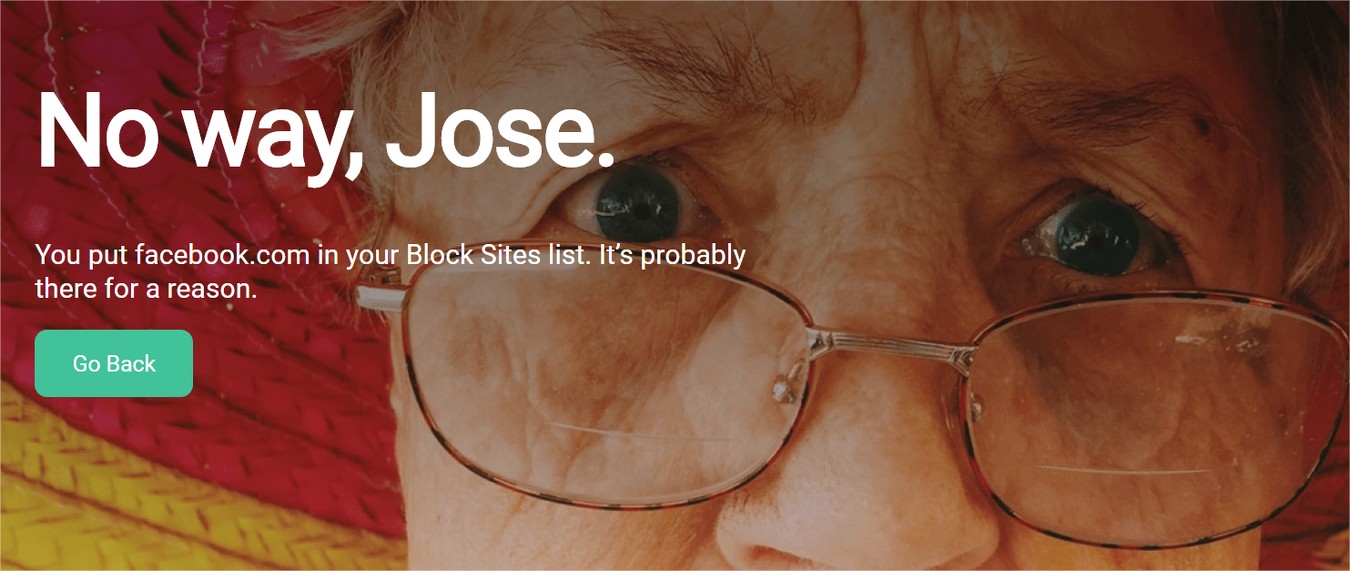 No way, Jose.
You put facebook.com in your Block Sites list. It’s probably
there for a reason.
Go Back